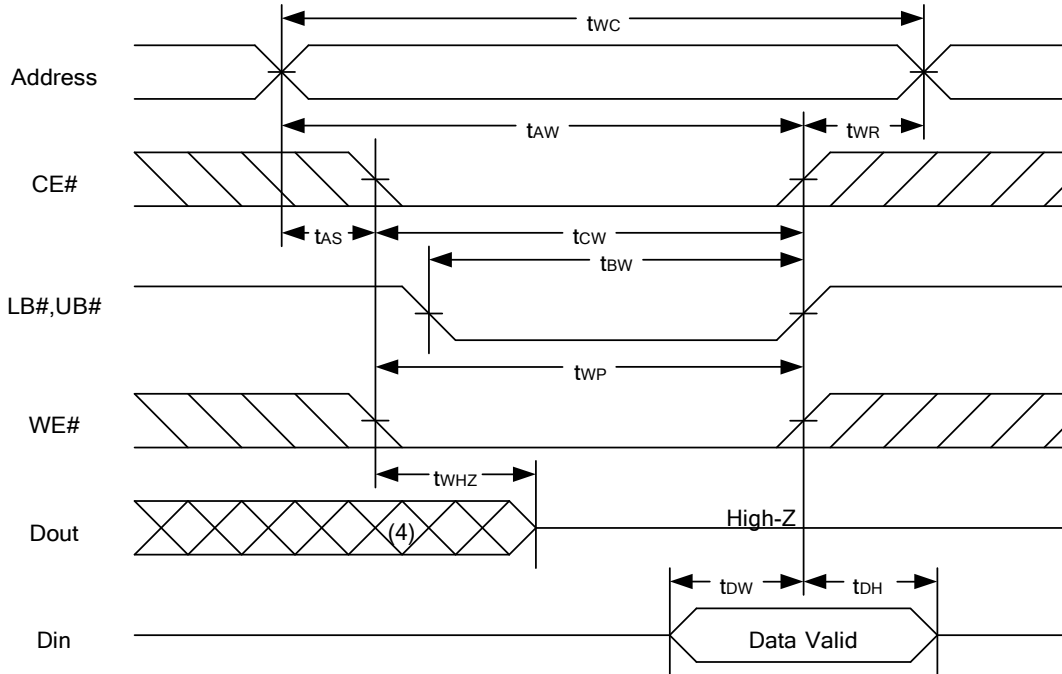 tWC
Address
tAW
tWR
CE#
tAS
tCW
tBW
LB#,UB#
tWP
WE#
tWHZ
Dout
(4)
High-Z
tDW
tDH
Din
Data Valid